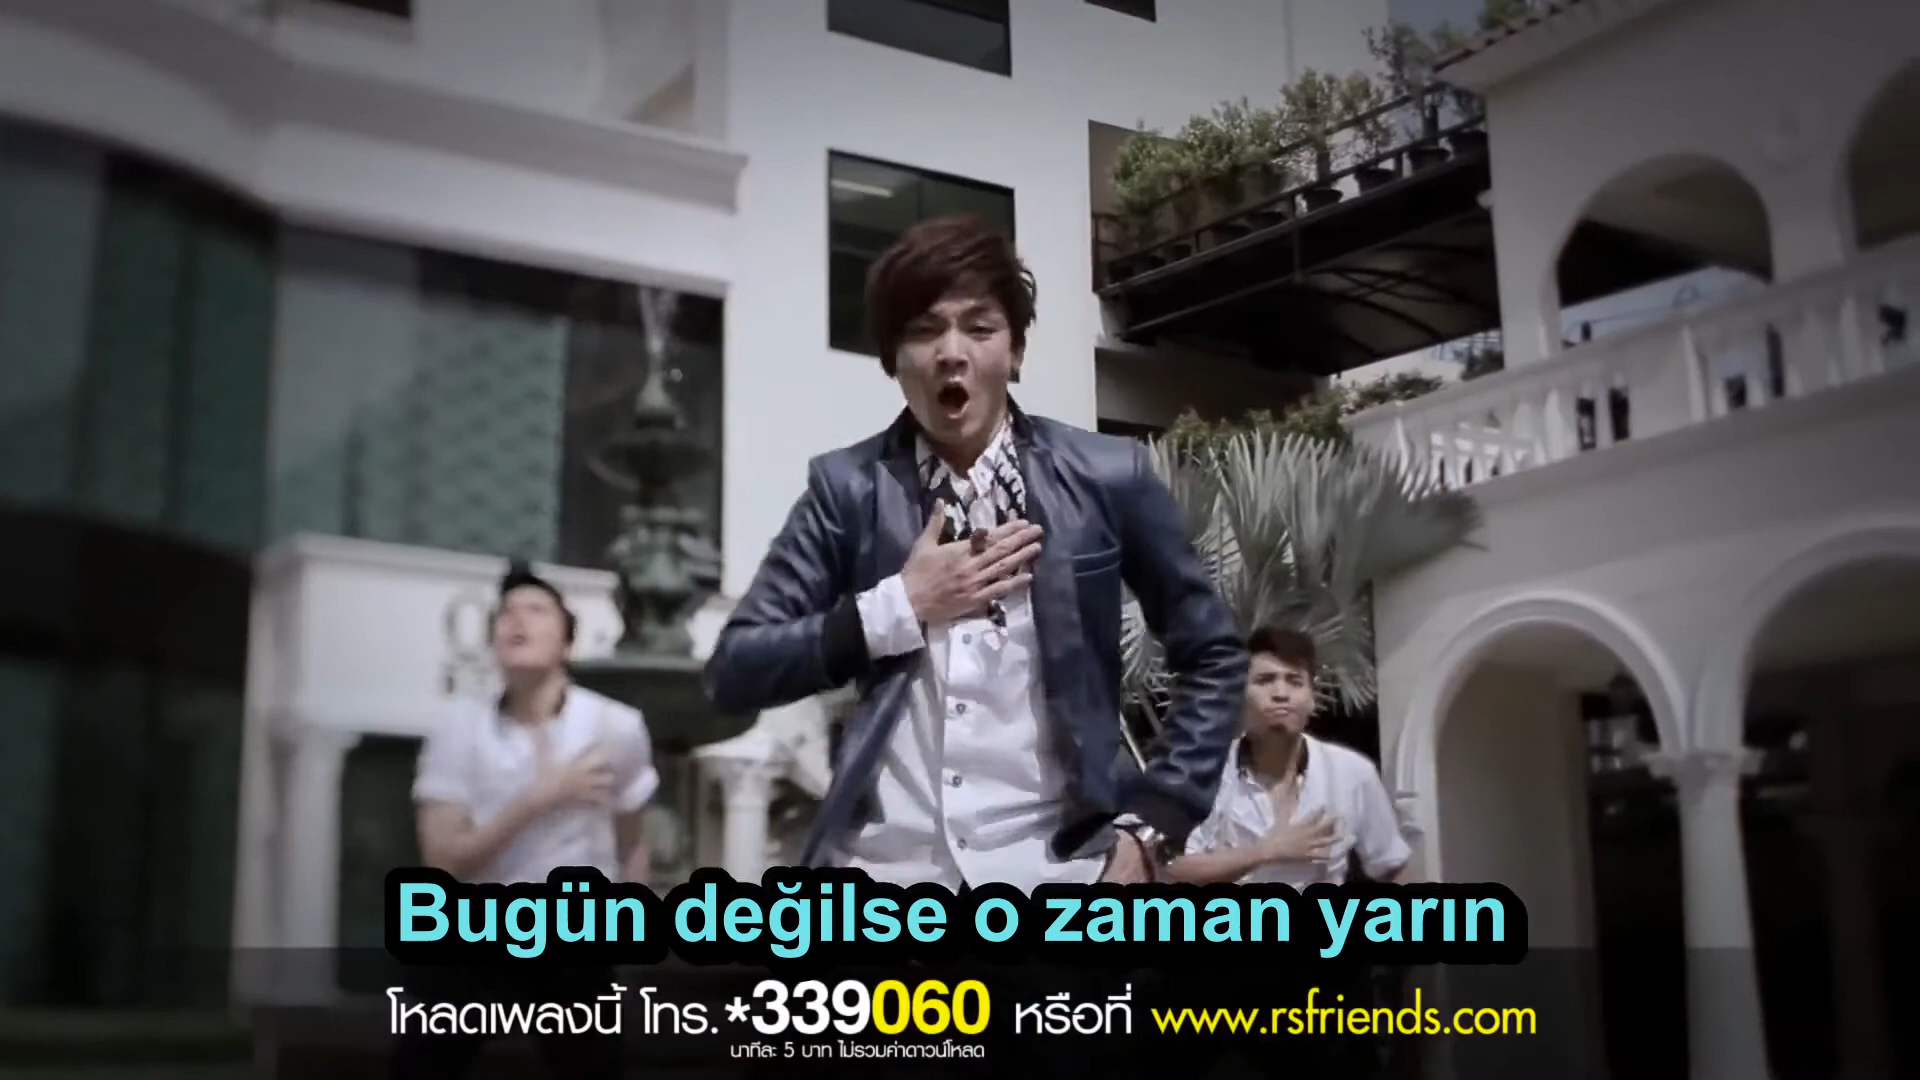 Bugün değilse o zaman yarın
โหลดเพลงนี้ โทร.*339060 หรือที่ www.rsfriends.com
นาทีละ 5 บาท ไม่รวมค่าดาวน์โหลด